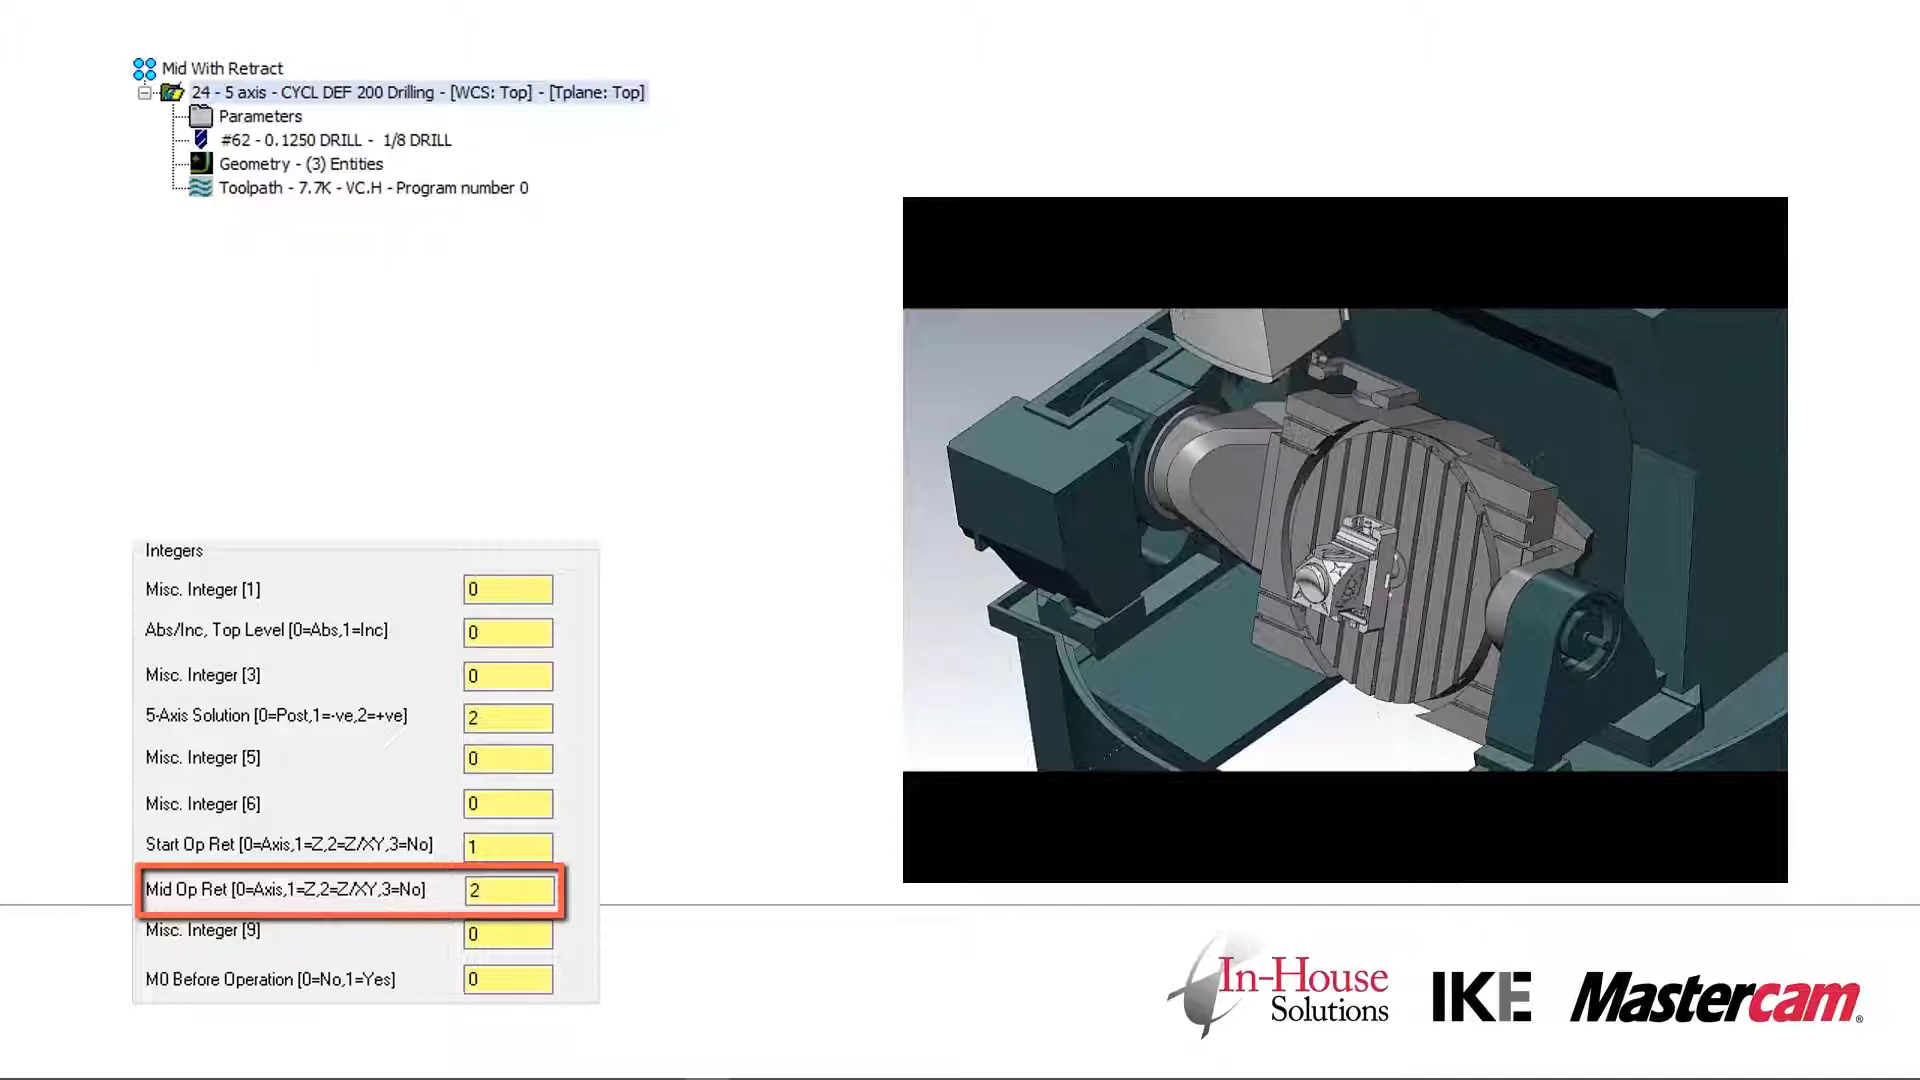 Mid With Retract
24 - 5 axis - CYCL DEF 200 Drilling - [WCS: Top] - [Tplane: Top]
Parameters
#62 - 0.1250 DRILL - 1/8 DRILL
Geometry - (3) Entities
Toolpath - 7.7K - VC.H - Program number 0
Integers
Misc. Integer [1] 0
Abs/Inc, Top Level [0=Abs,1=Inc] 0
Misc. Integer [3] 0
5-Axis Solution [0=Post,1=-ve,2=+ve] 2
Misc. Integer [5] 0
Misc. Integer [6] 0
Start Op Ret [0=Axis,1=Z,2=Z/XY,3=No] 1
Mid Op Ret [0=Axis,1=Z,2=Z/XY,3=No] 2
Misc. Integer [9] 0
M0 Before Operation [0=No,1=Yes] 0
In-House
Solutions
IKE
Mastercam®